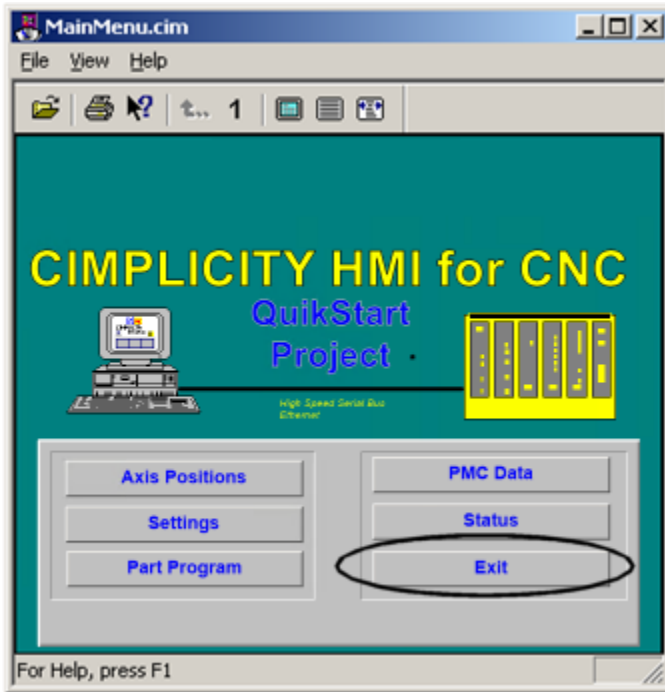 MainMenu.cim
File View Help
1
CIMPLICITY HMI for CNC
QuikStart
Project
High Speed Serial Bus
Ethernet
Axis Positions
PMC Data
Settings
Status
Part Program
Exit
For Help, press F1